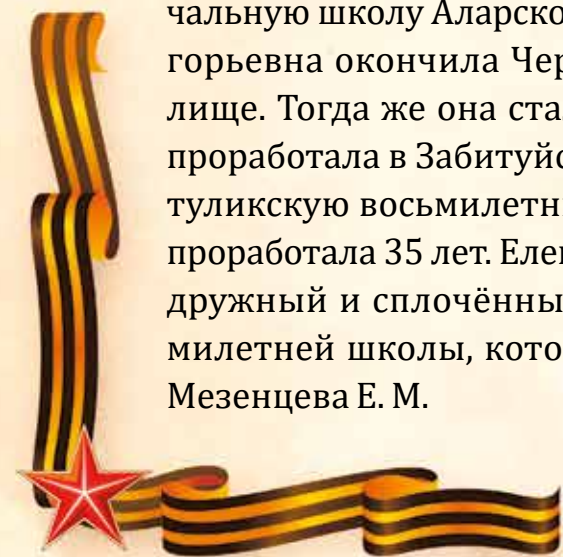 чальную школу Аларско
горьевна окончила Чер
лище. Тогда же она ста
проработала в Забитуйс
туликскую восьмилетн
проработала 35 лет. Еле
дружный и сплочённы
милетней школы, кото
Мезенцева Е. М.